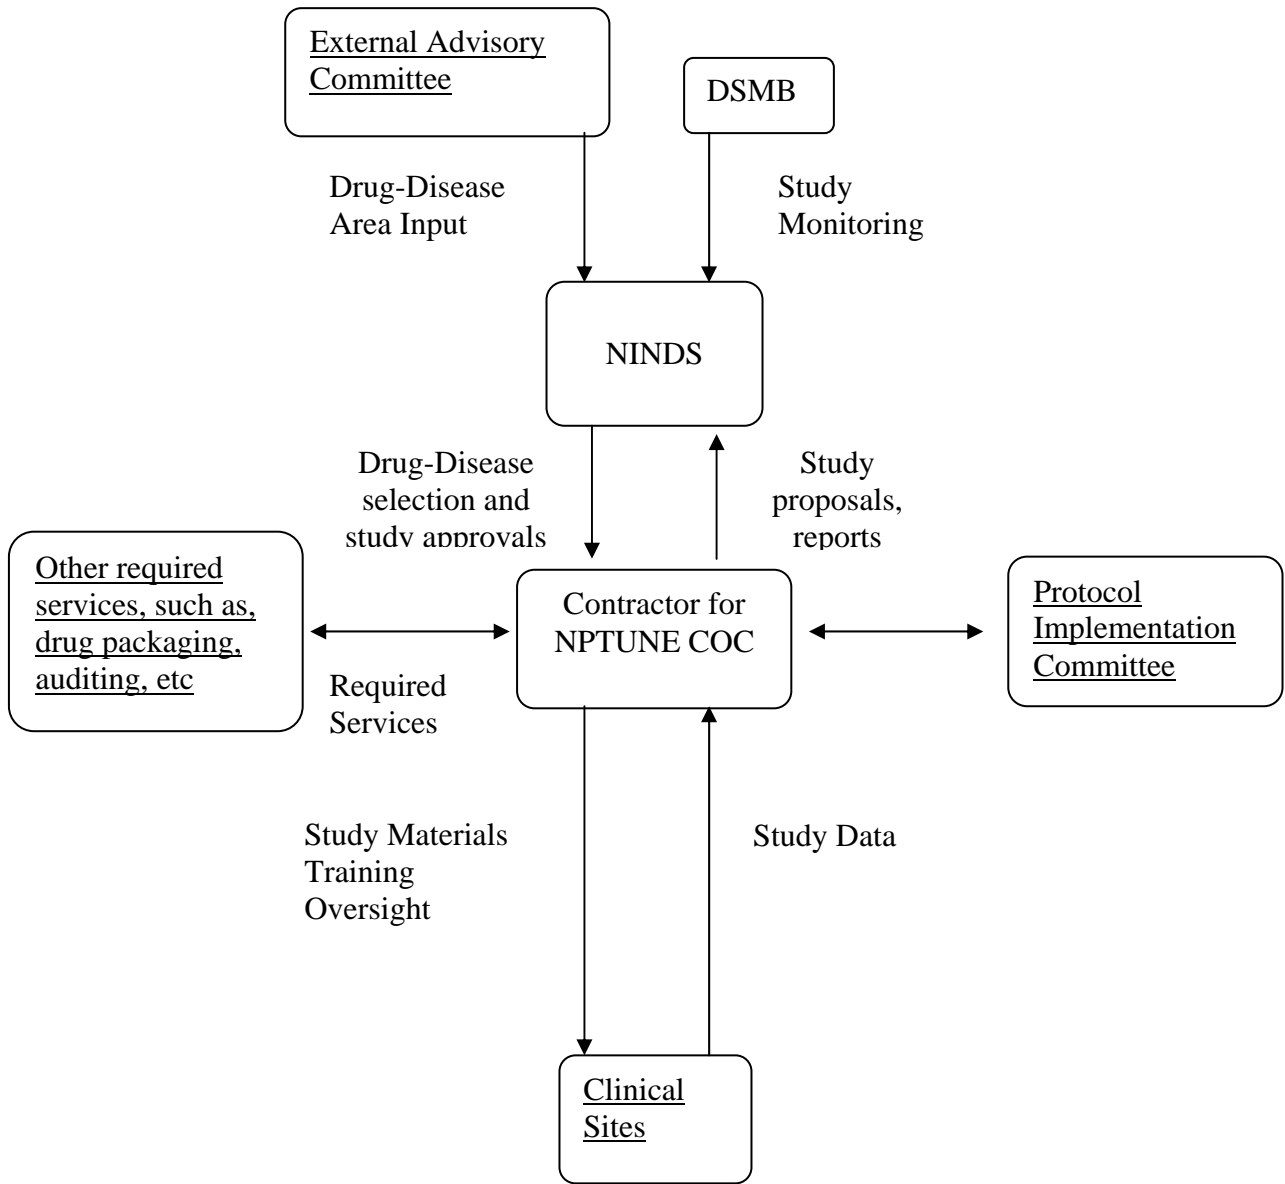 External Advisory
Committee
DSMB
Drug-Disease
Area Input
Study
Monitoring
NINDS
Drug-Disease
selection and
study approvals
Study
proposals,
reports
Other required
services, such as,
drug packaging,
auditing, etc
Contractor for
NPTUNE COC
Protocol
Implementation
Committee
Required
Services
Study Materials
Training
Oversight
Study Data
Clinical
Sites